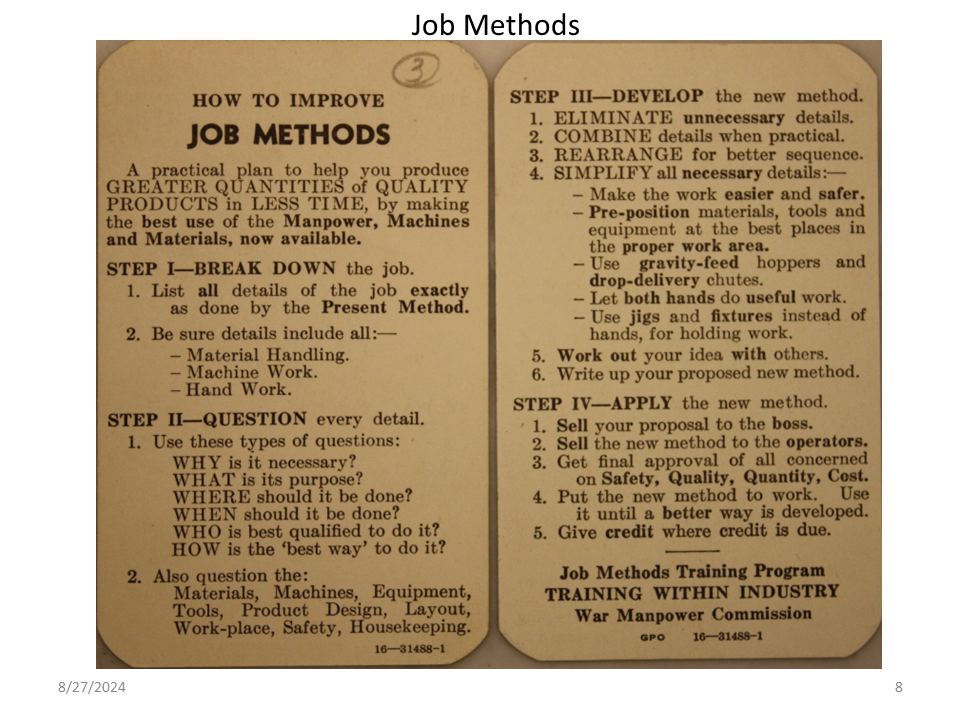 Job Methods
3
HOW TO IMPROVE
JOB METHODS
A practical plan to help you produce
GREATER QUANTITIES of QUALITY
PRODUCTS in LESS TIME, by making
the best use of the Manpower, Machines
and Materials, now available.
STEP I—BREAK DOWN the job.
1. List all details of the job exactly
as done by the Present Method.
2. Be sure details include all:—
– Material Handling.
– Machine Work.
– Hand Work.
STEP II—QUESTION every detail.
1. Use these types of questions:
WHY is it necessary?
WHAT is its purpose?
WHERE should it be done?
WHEN should it be done?
WHO is best qualified to do it?
HOW is the ‘best way’ to do it?
2. Also question the:
Materials, Machines, Equipment,
Tools, Product Design, Layout,
Work-place, Safety, Housekeeping.
16—31488-1
STEP III—DEVELOP the new method.
1. ELIMINATE unnecessary details.
2. COMBINE details when practical.
3. REARRANGE for better sequence.
4. SIMPLIFY all necessary details:—
– Make the work easier and safer.
– Pre-position materials, tools and
equipment at the best places in
the proper work area.
– Use gravity-feed hoppers and
drop-delivery chutes.
– Let both hands do useful work.
– Use jigs and fixtures instead of
hands, for holding work.
5. Work out your idea with others.
6. Write up your proposed new method.
STEP IV—APPLY the new method.
1. Sell your proposal to the boss.
2. Sell the new method to the operators.
3. Get final approval of all concerned
on Safety, Quality, Quantity, Cost.
4. Put the new method to work. Use
it until a better way is developed.
5. Give credit where credit is due.
Job Methods Training Program
TRAINING WITHIN INDUSTRY
War Manpower Commission
GPO 16—31488-1
8/27/2024
8